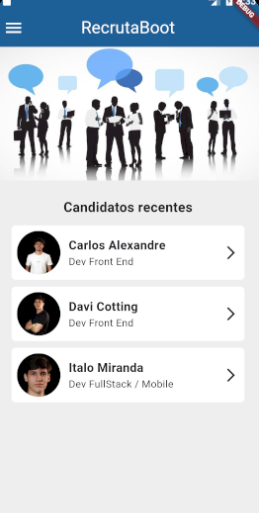 RecrutaBoot
DEBUG
Candidatos recentes
Carlos Alexandre
Dev Front End
Davi Cotting
Dev Front End
Italo Miranda
Dev FullStack / Mobile